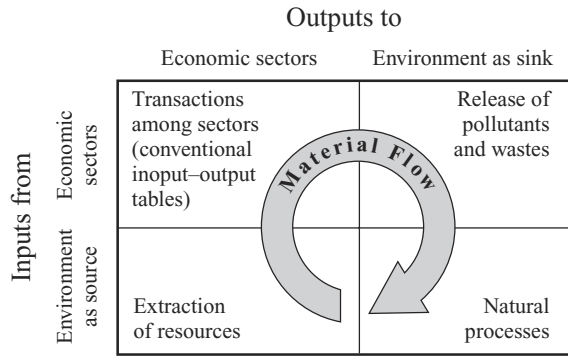 Outputs to
Economic sectors
Environment as sink
Inputs from
Economic
sectors
Environment
as source
Transactions
among sectors
(conventional
inoput–output
tables)
Release of
pollutants
and wastes
Material Flow
Extraction
of resources
Natural
processes